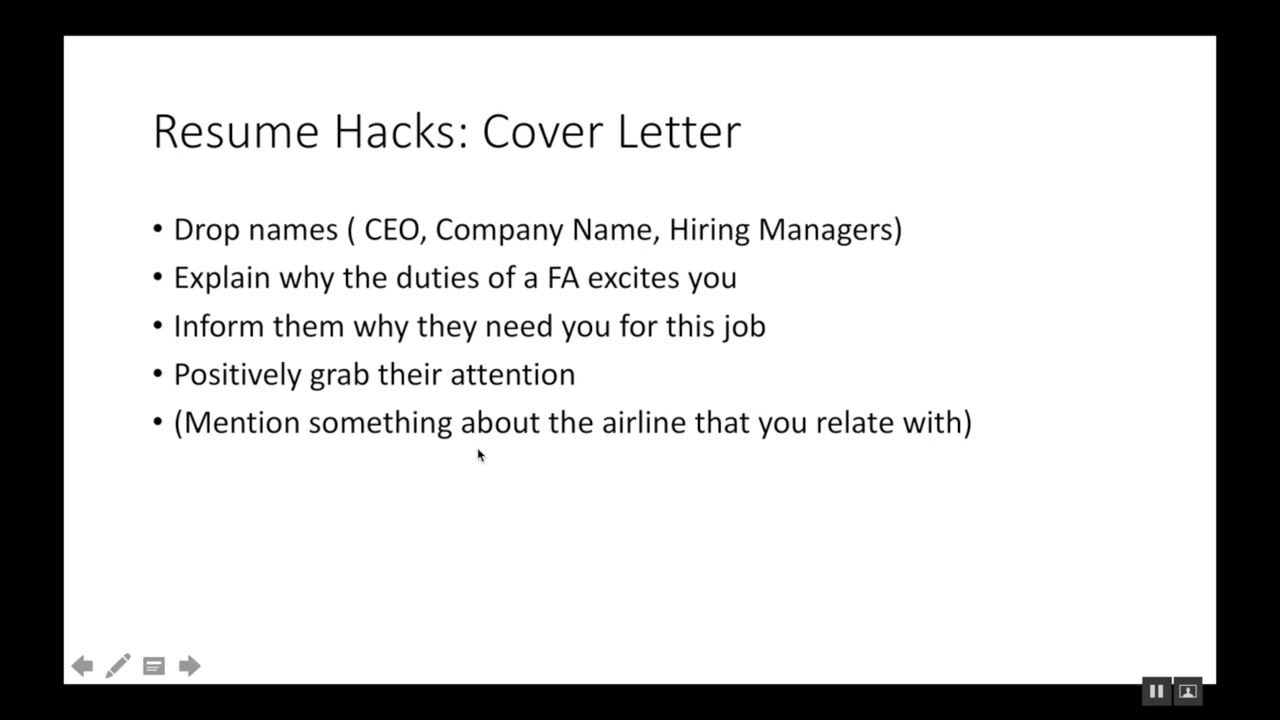 Resume Hacks: Cover Letter
• Drop names ( CEO, Company Name, Hiring Managers)
• Explain why the duties of a FA excites you
• Inform them why they need you for this job
• Positively grab their attention
• (Mention something about the airline that you relate with)